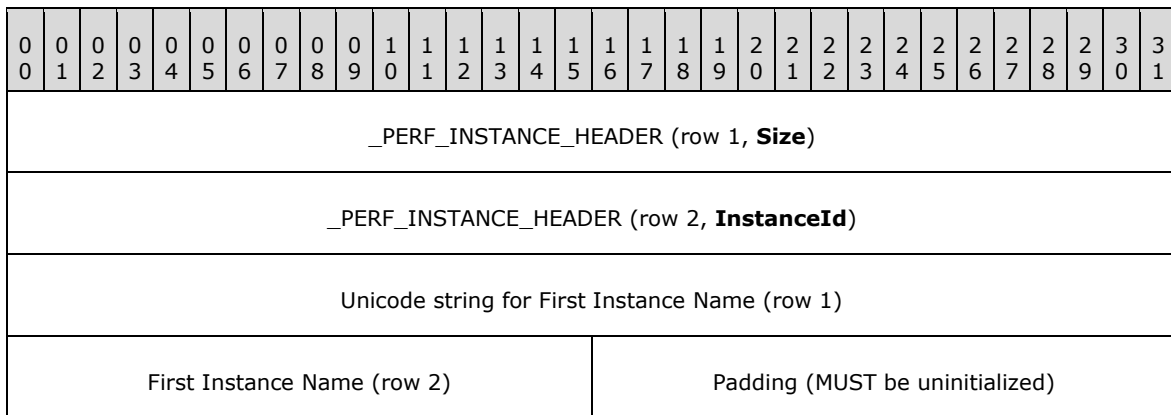 0 0 0 0 0 0 0 0 0 0 1 1 1 1 1 1 1 1 1 1 2 2 2 2 2 2 2 2 2 2 3 3
0 1 2 3 4 5 6 7 8 9 0 1 2 3 4 5 6 7 8 9 0 1 2 3 4 5 6 7 8 9 0 1
_PERF_INSTANCE_HEADER (row 1, Size)
_PERF_INSTANCE_HEADER (row 2, InstanceId)
Unicode string for First Instance Name (row 1)
First Instance Name (row 2) Padding (MUST be uninitialized)